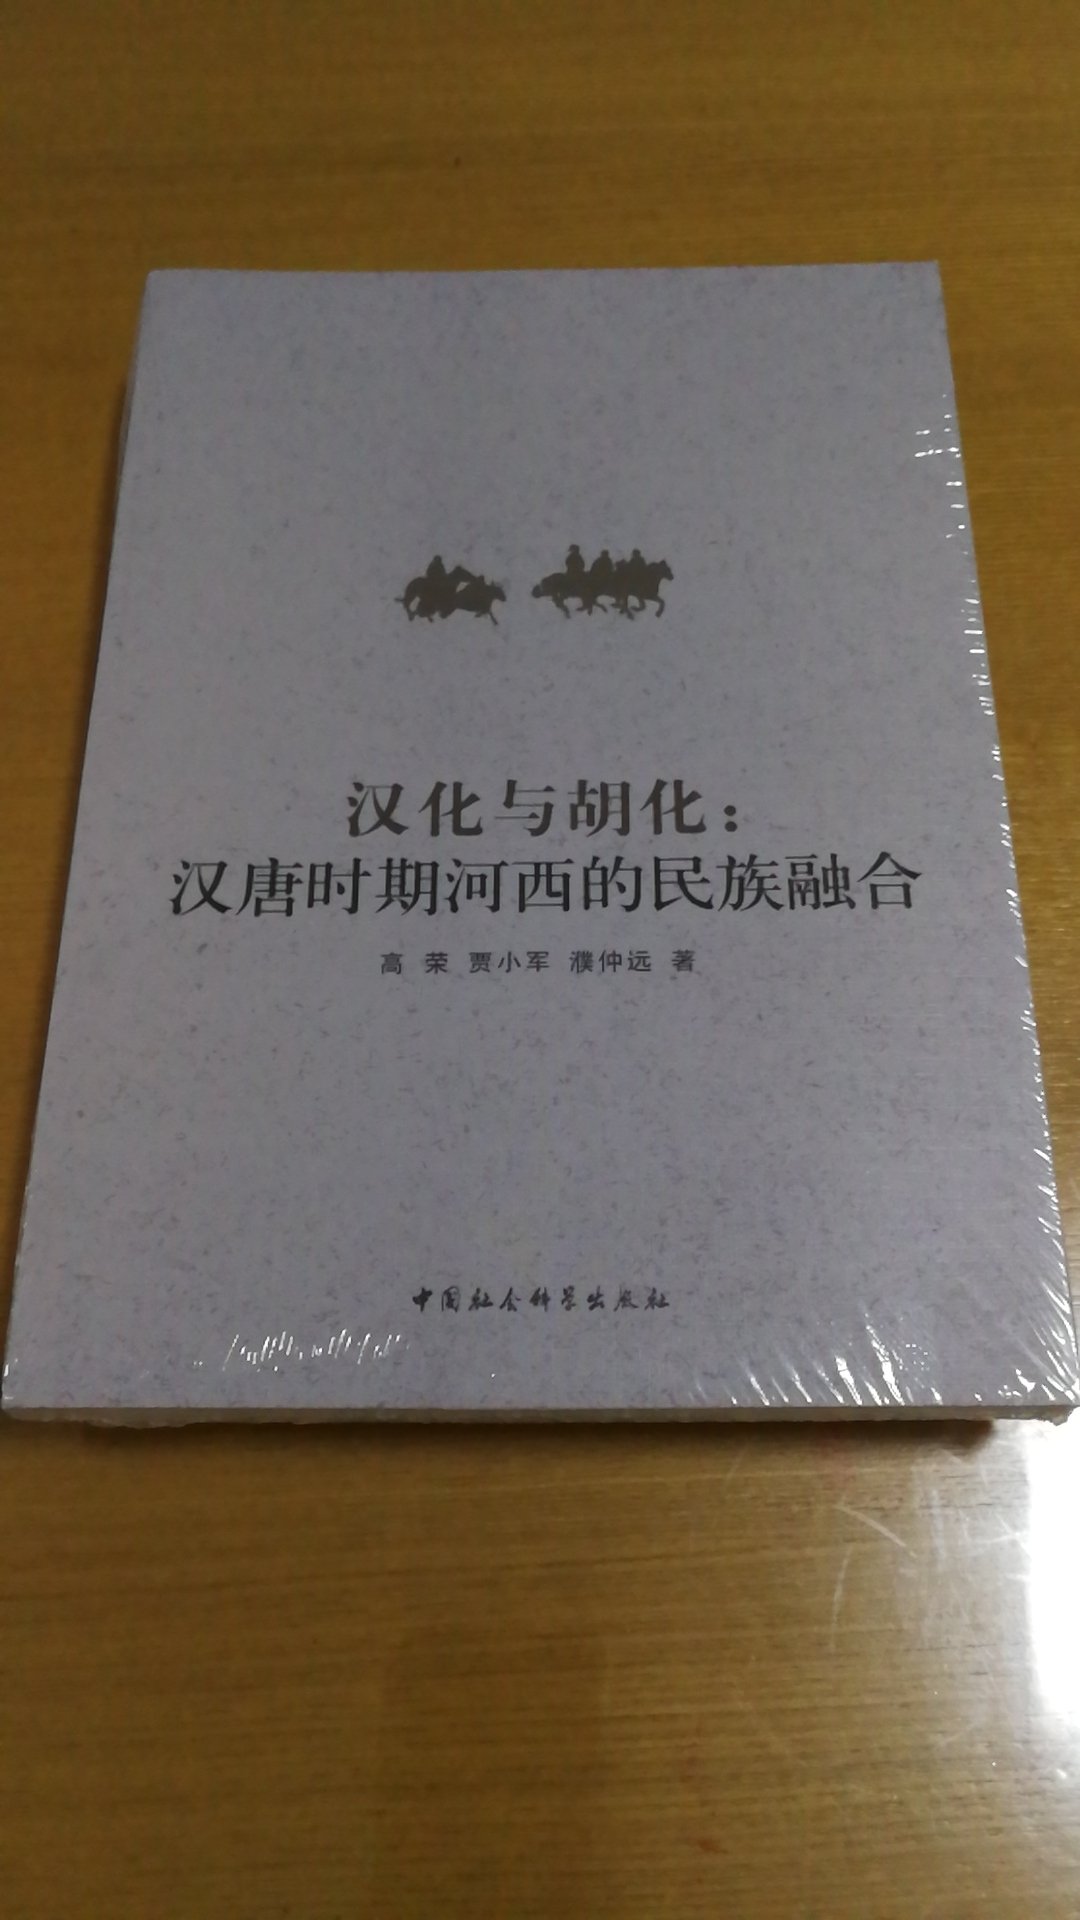 汉化与胡化：
汉唐时期河西的民族融合
高 荣 贾小军 濮仲远 著
中国社会科学出版社